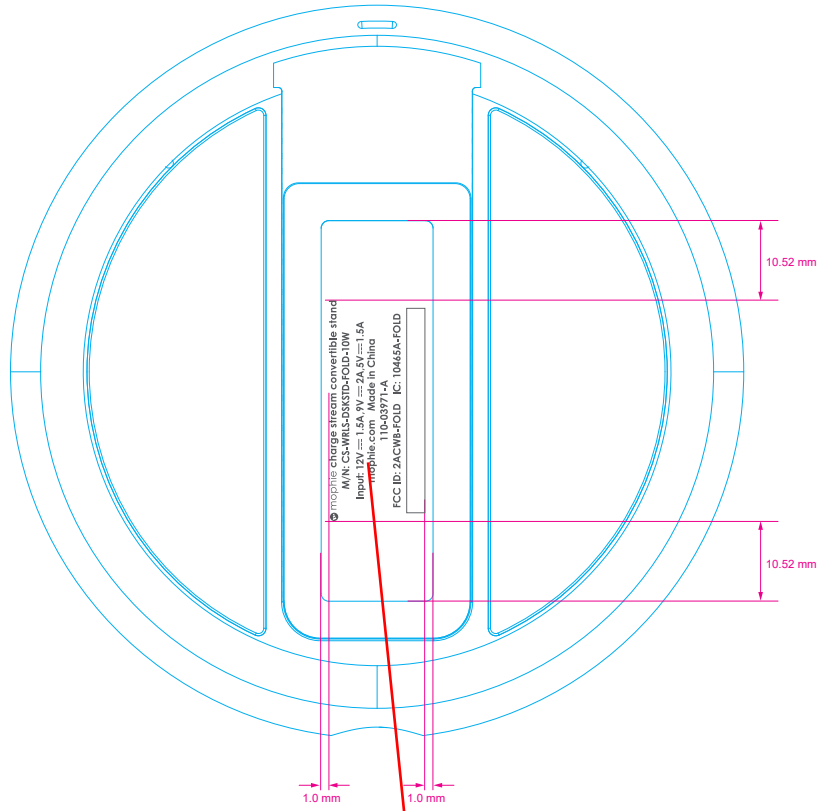 mophie charge stream convertible stand
M/N: CS-WRLS-DSKSTD-FOLD-10W
Input: 12V ⎓ 1.5A,9V ⎓ 2A,5V ⎓ 1.5A
mophie.com Made in China
110-03971-A
FCC ID: 2ACWB-FOLD IC: 10465A-FOLD
10.52 mm
10.52 mm
1.0 mm
1.0 mm